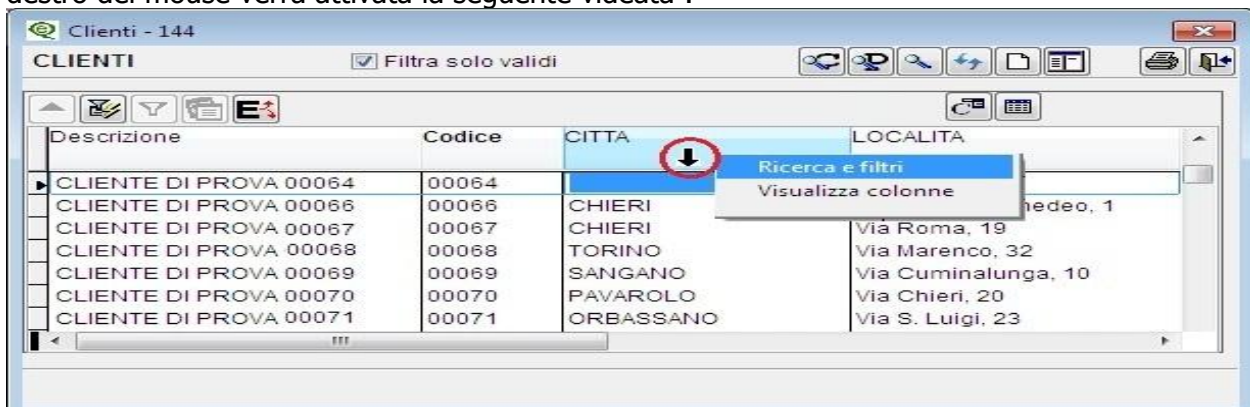 destro del mouse verrà attivata la seguente videata :
Clienti - 144
CLIENTI Filtra solo validi
Descrizione Codice CITTA LOCALITA
Ricerca e filtri
Visualizza colonne
CLIENTE DI PROVA 00064 00064
CLIENTE DI PROVA 00066 00066 CHIERI nedeo, 1
CLIENTE DI PROVA 00067 00067 CHIERI Via Roma, 19
CLIENTE DI PROVA 00068 00068 TORINO Via Marenco, 32
CLIENTE DI PROVA 00069 00069 SANGANO Via Cuminalunga, 10
CLIENTE DI PROVA 00070 00070 PAVAROLO Via Chieri, 20
CLIENTE DI PROVA 00071 00071 ORBASSANO Via S. Luigi, 23